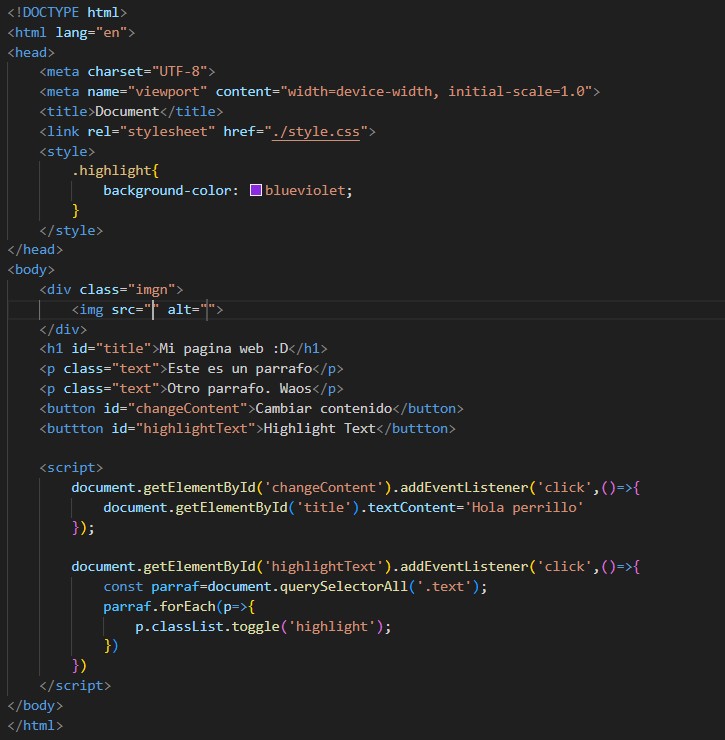 <!DOCTYPE html>
<html lang="en">
<head>
    <meta charset="UTF-8">
    <meta name="viewport" content="width=device-width, initial-scale=1.0">
    <title>Document</title>
    <link rel="stylesheet" href="./style.css">
    <style>
        .highlight{
            background-color: blueviolet;
        }
    </style>
</head>
<body>
    <div class="imgn">
        <img src="" alt="">
    </div>
    <h1 id="title">Mi pagina web :D</h1>
    <p class="text">Este es un parrafo</p>
    <p class="text">Otro parrafo. Waos</p>
    <button id="changeContent">Cambiar contenido</button>
    <buttton id="highlightText">Highlight Text</buttton>

    <script>
        document.getElementById('changeContent').addEventListener('click',()=>{
            document.getElementById('title').textContent='Hola perrillo'
        });

        document.getElementById('highlightText').addEventListener('click',()=>{
            const parraf=document.querySelectorAll('.text');
            parraf.forEach(p=>{
                p.classList.toggle('highlight');
            })
        })
    </script>
</body>
</html>